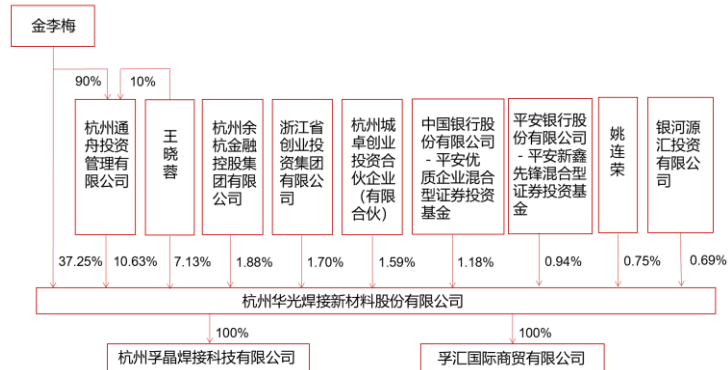 金李梅
90%
10%
杭州通
舟投资
管理有
限公司
王晓蓉
杭州余
杭金融
控股集
团有限
公司
浙江省
创业投
资集团
有限公
司
杭州城
卓创业
投资合
伙企业
（有限
合伙）
中国银行股
份有限公司
- 平安优
质企业混合
型证券投资
基金
平安银行
股份有限公司
- 平安新鑫
先锋混合型
证券投资基
金
姚连荣
银河源
汇投资
有限公
司
37.25%
10.63%
7.13%
1.88%
1.70%
1.59%
1.18%
0.94%
0.75%
0.69%
杭州华光焊接新材料股份有限公司
100%
100%
杭州孚晶焊接科技有限公司
孚汇国际商贸有限公司